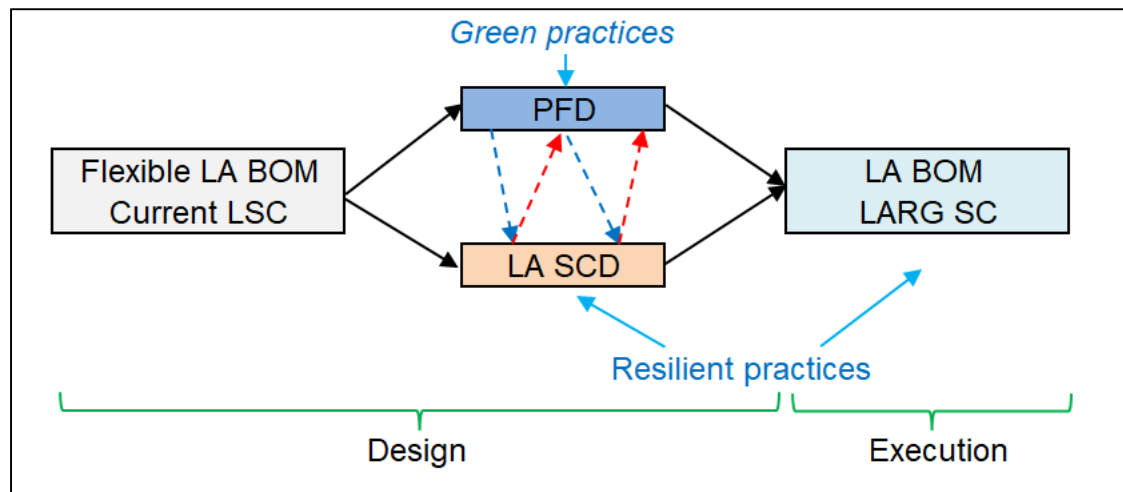 Green practices
PFD
Flexible LA BOM
Current LSC
LA BOM
LARG SC
LA SCD
Resilient practices
Design
Execution